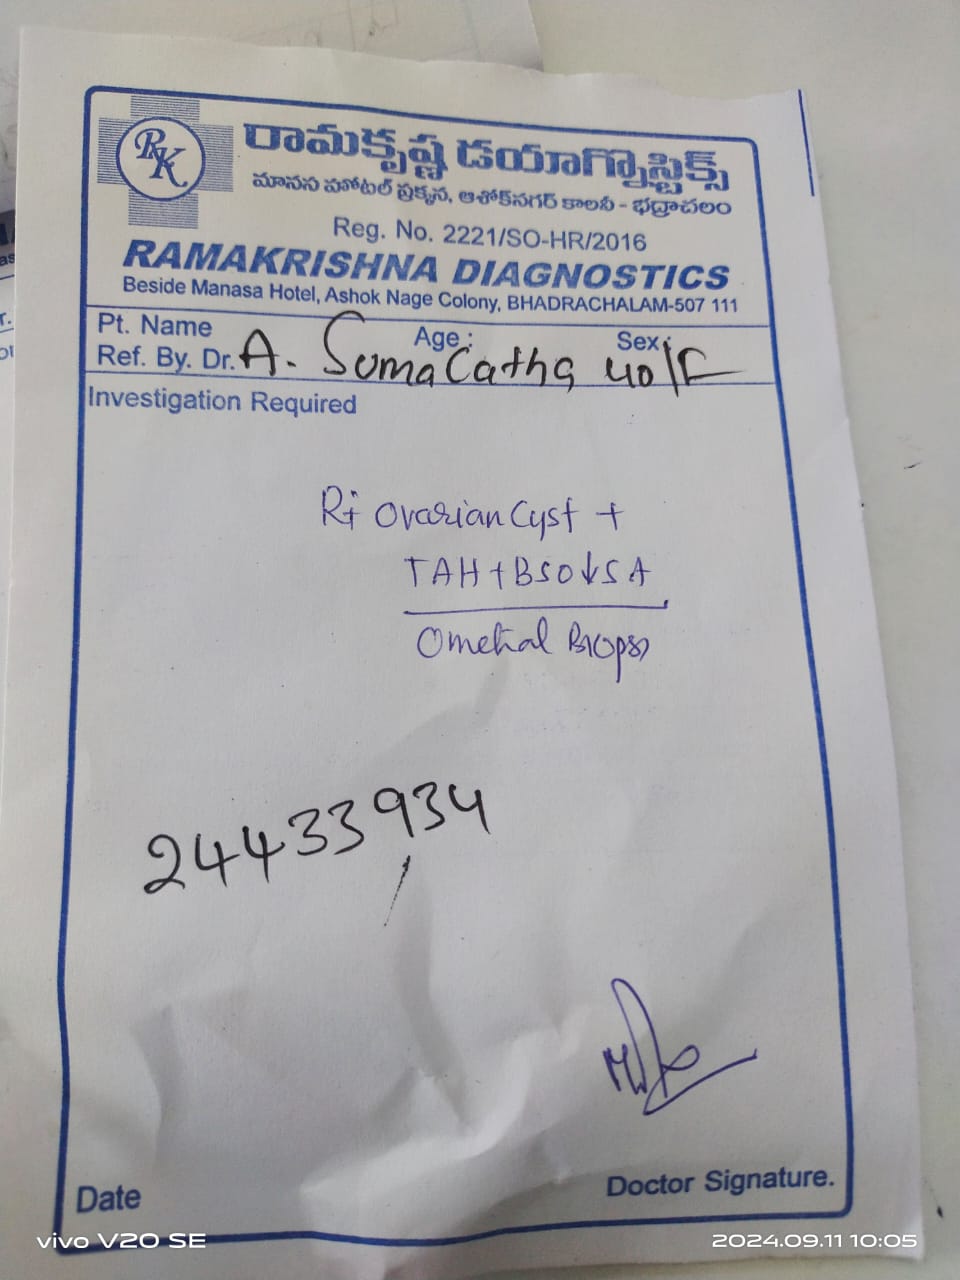 RK
రామకృష్ణ డయాగ్నొస్టిక్స్
మానస హోటల్ ప్రక్కన, ఆశోక్‌నగర్ కాలని - భద్రాచలం
Reg. No. 2221/SO-HR/2016
RAMAKRISHNA DIAGNOSTICS
Beside Manasa Hotel, Ashok Nage Colony, BHADRACHALAM-507 111
Pt. Name Age : Sex :
Ref. By. Dr. A. Sumalatha 40/F
Investigation Required
Rt Ovarian Cyst +
TAH + BSO ↓ SA
Omental Biopsy
24433934
Doctor Signature.
Date
vivo V20 SE
2024.09.11 10:05